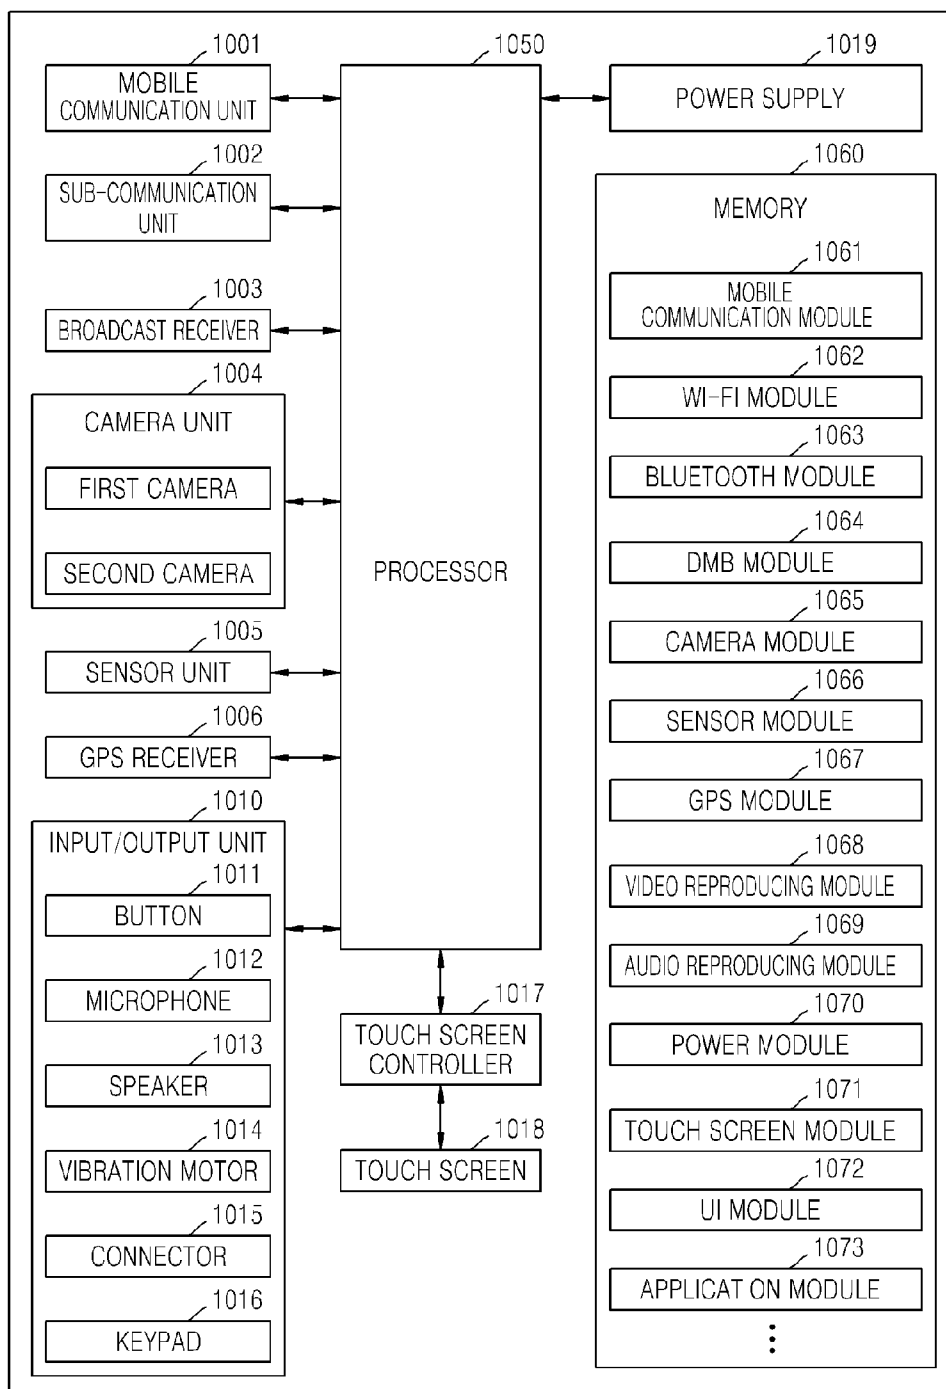 1001
MOBILE
COMMUNICATION UNIT
1002
SUB-COMMUNICATION
UNIT
1003
BROADCAST RECEIVER
1004
CAMERA UNIT
FIRST CAMERA
SECOND CAMERA
1005
SENSOR UNIT
1006
GPS RECEIVER
1010
INPUT/OUTPUT UNIT
1011
BUTTON
1012
MICROPHONE
1013
SPEAKER
1014
VIBRATION MOTOR
1015
CONNECTOR
1016
KEYPAD
1050
PROCESSOR
1017
TOUCH SCREEN
CONTROLLER
1018
TOUCH SCREEN
1019
POWER SUPPLY
1060
MEMORY
1061
MOBILE
COMMUNICATION MODULE
1062
WI-FI MODULE
1063
BLUETOOTH MODULE
1064
DMB MODULE
1065
CAMERA MODULE
1066
SENSOR MODULE
1067
GPS MODULE
1068
VIDEO REPRODUCING MODULE
1069
AUDIO REPRODUCING MODULE
1070
POWER MODULE
1071
TOUCH SCREEN MODULE
1072
UI MODULE
1073
APPLICATION MODULE